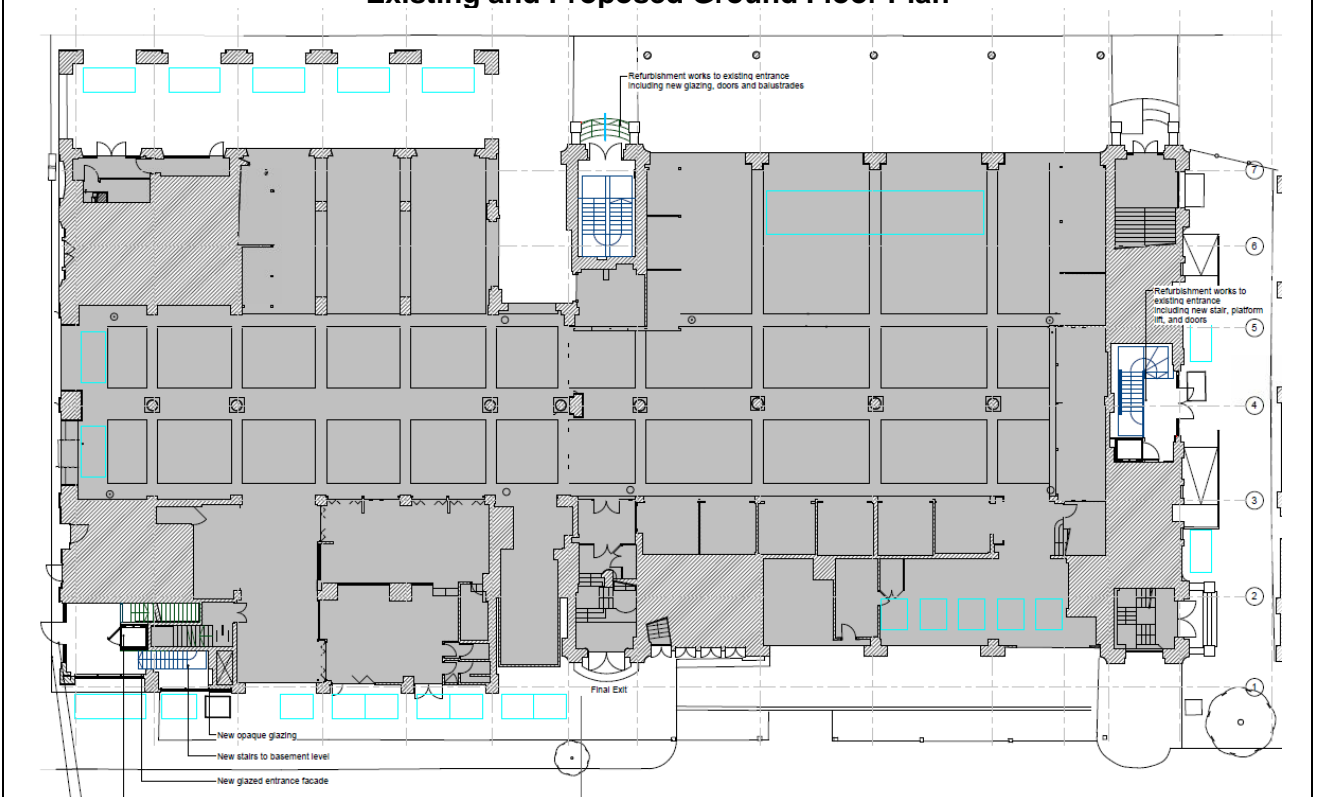 Existing and Proposed Ground Floor Plan
Refurbishment works to existing entrance
including new glazing, doors and balustrades
7
6
Refurbishment works to
existing entrance
including new stair, platform
lift, and doors
5
4
3
2
1
Final Exit
New opaque glazing
New stairs to basement level
New glazed entrance facade